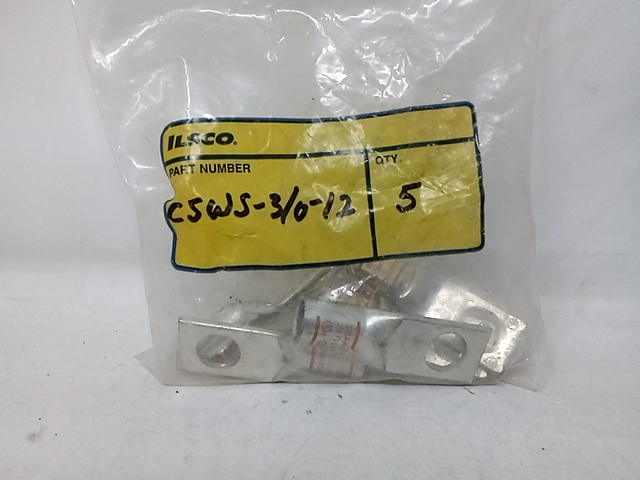 ILSCO.
PART NUMBER
QTY.
CSWS-3/0-12
5